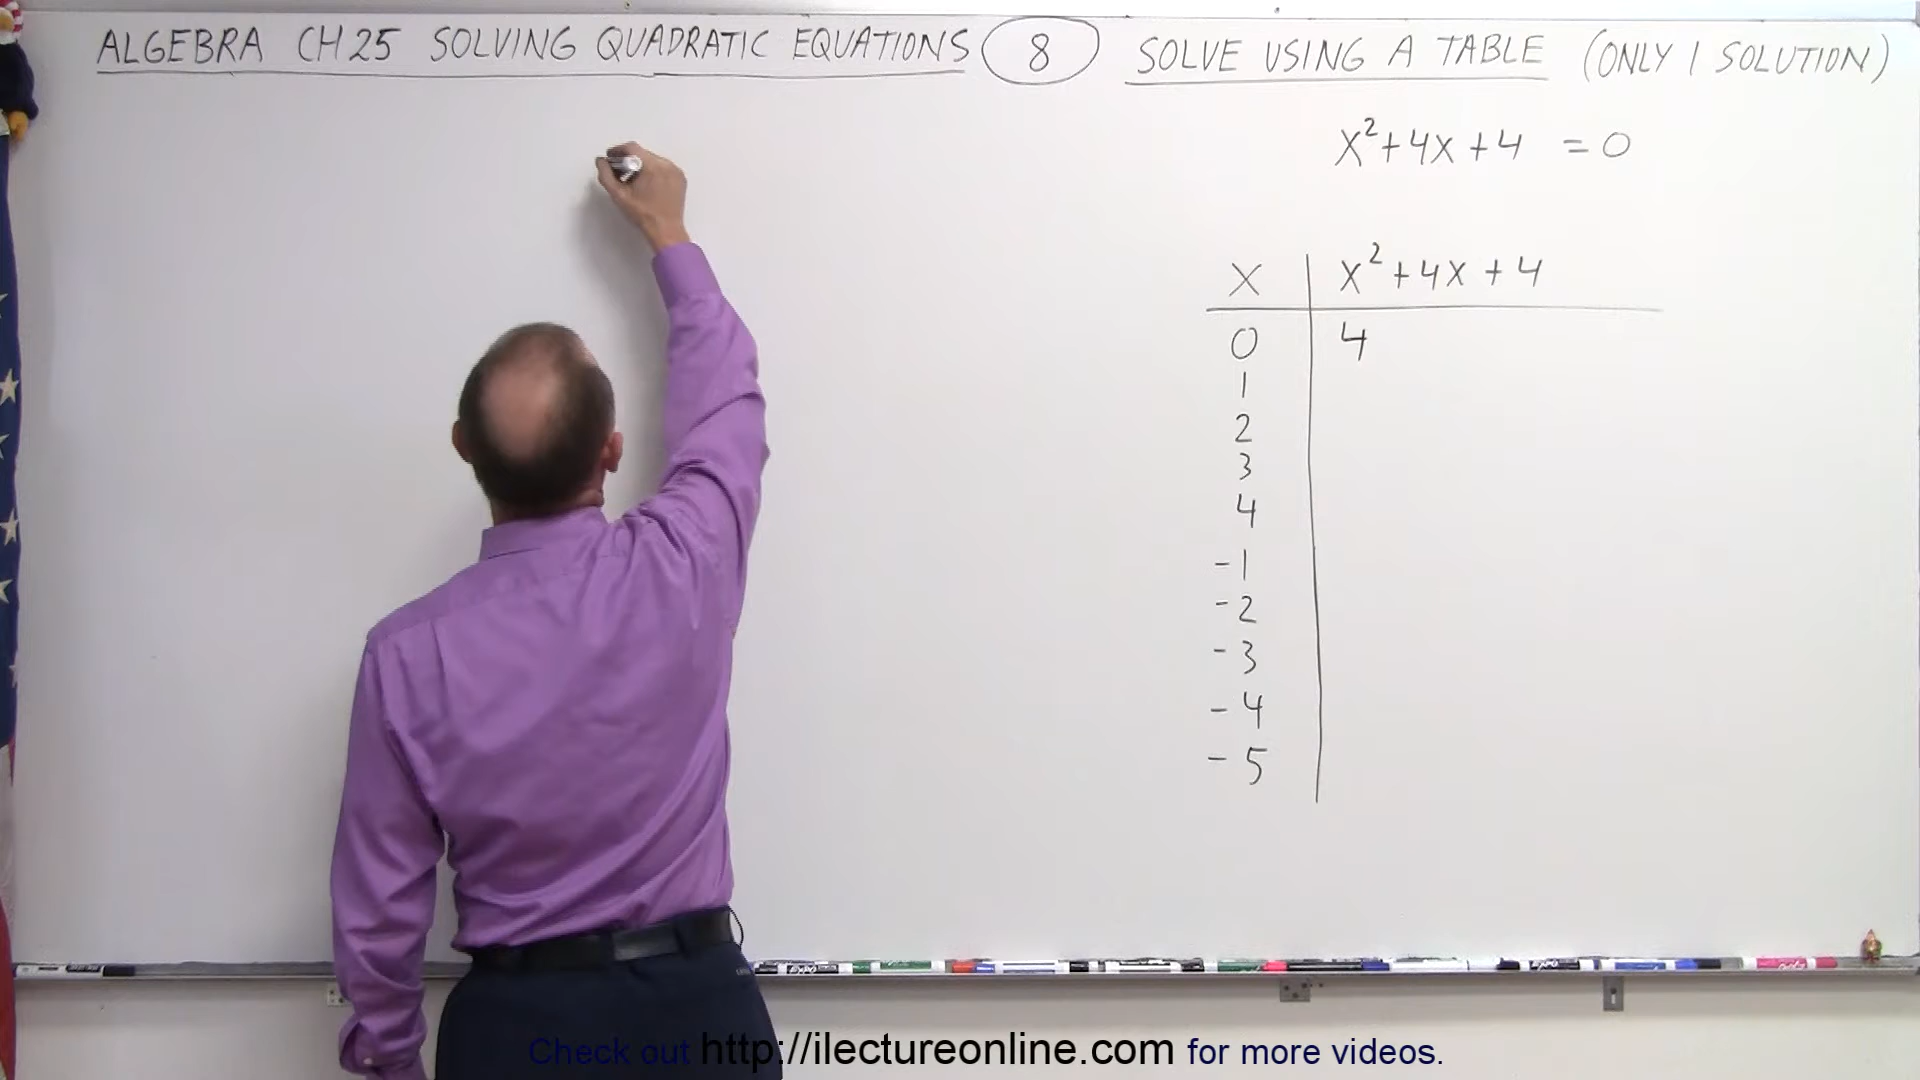 ALGEBRA CH 25 SOLVING QUADRATIC EQUATIONS 8 SOLVE USING A TABLE (ONLY 1 SOLUTION)
X²+4X+4 = 0
X X²+4X+4
0 4
1
2
3
4
-1
-2
-3
-4
-5
Check out http://ilectureonline.com for more videos.